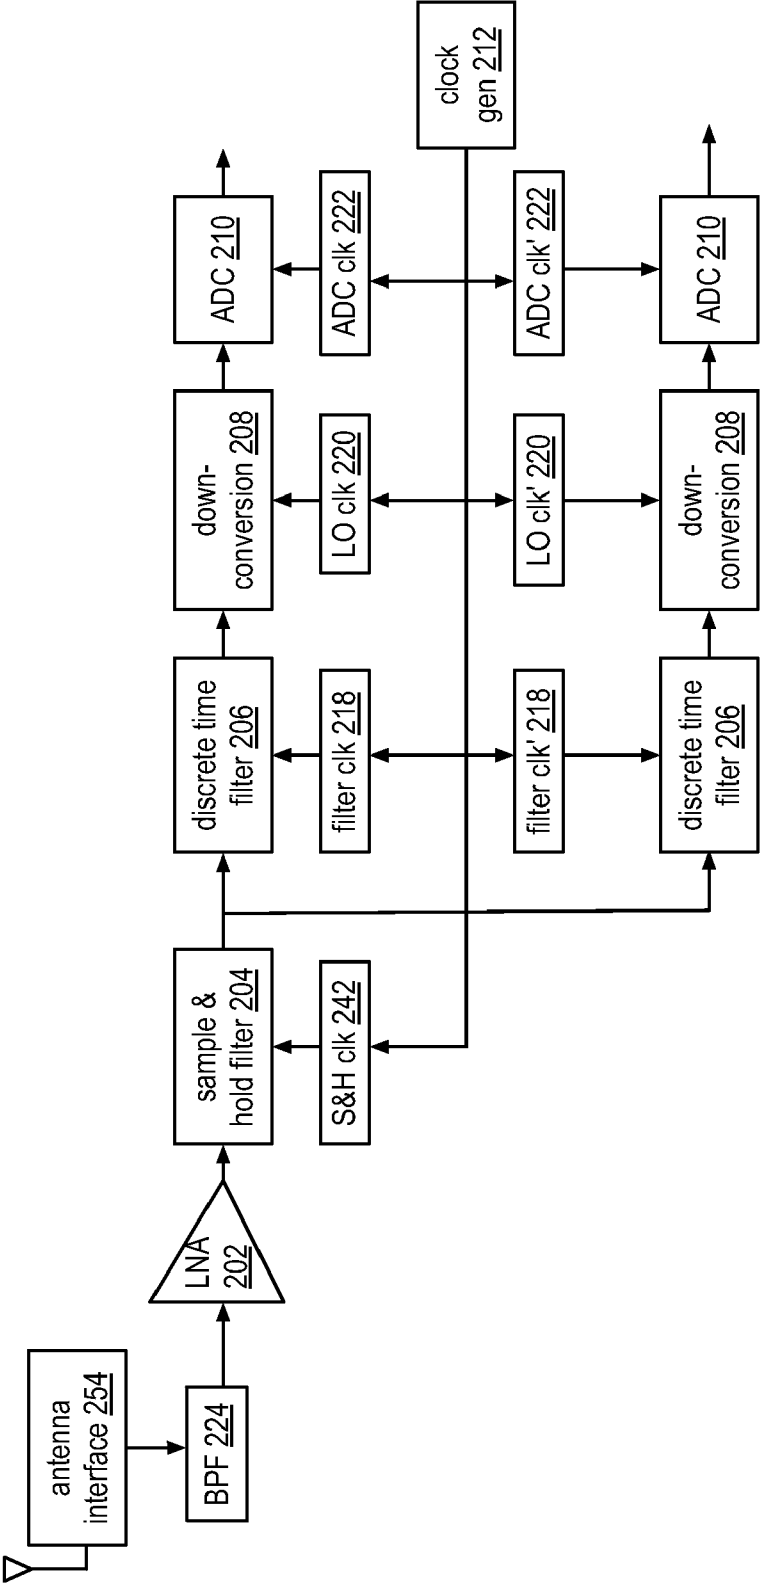 antenna
interface 254
BPF 224
LNA
202
sample &
hold filter 204
S&H clk 242
discrete time
filter 206
filter clk 218
filter clk' 218
discrete time
filter 206
down-
conversion 208
LO clk 220
LO clk' 220
down-
conversion 208
ADC 210
ADC clk 222
ADC clk' 222
ADC 210
clock
gen 212